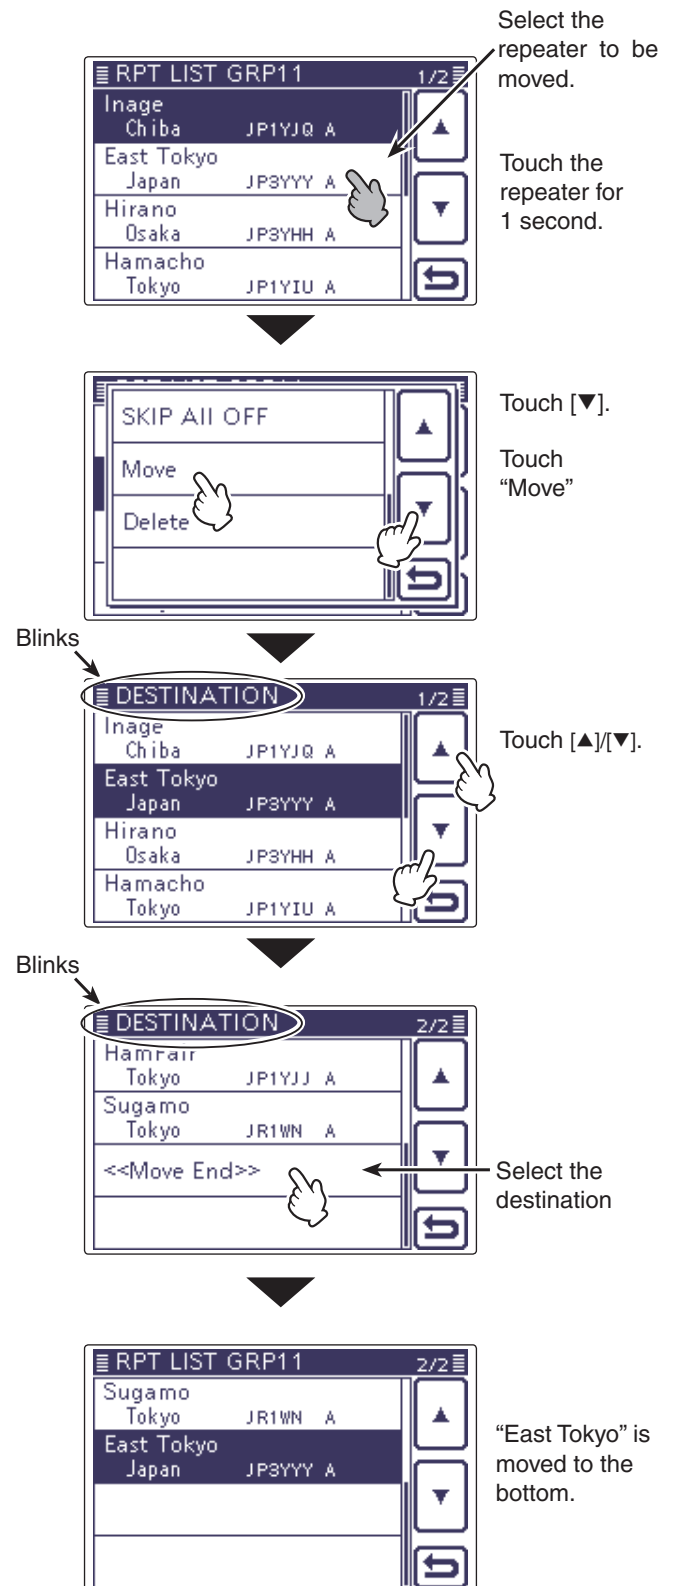 Select the
repeater to be
moved.
RPT LIST GRP11 1/2
Inage
Chiba JP1YJQ A
East Tokyo
Japan JP3YYY A
Hirano
Osaka JP3YHH A
Hamacho
Tokyo JP1YIU A
Touch the
repeater for
1 second.
SKIP All OFF
Move
Delete
Touch [▼].
Touch
“Move”
Blinks
DESTINATION 1/2
Inage
Chiba JP1YJQ A
East Tokyo
Japan JP3YYY A
Hirano
Osaka JP3YHH A
Hamacho
Tokyo JP1YIU A
Touch [▲]/[▼].
Blinks
DESTINATION 2/2
HamFair
Tokyo JP1YJJ A
Sugamo
Tokyo JR1WN A
<<Move End>>
Select the
destination
RPT LIST GRP11 2/2
Sugamo
Tokyo JR1WN A
East Tokyo
Japan JP3YYY A
“East Tokyo” is
moved to the
bottom.